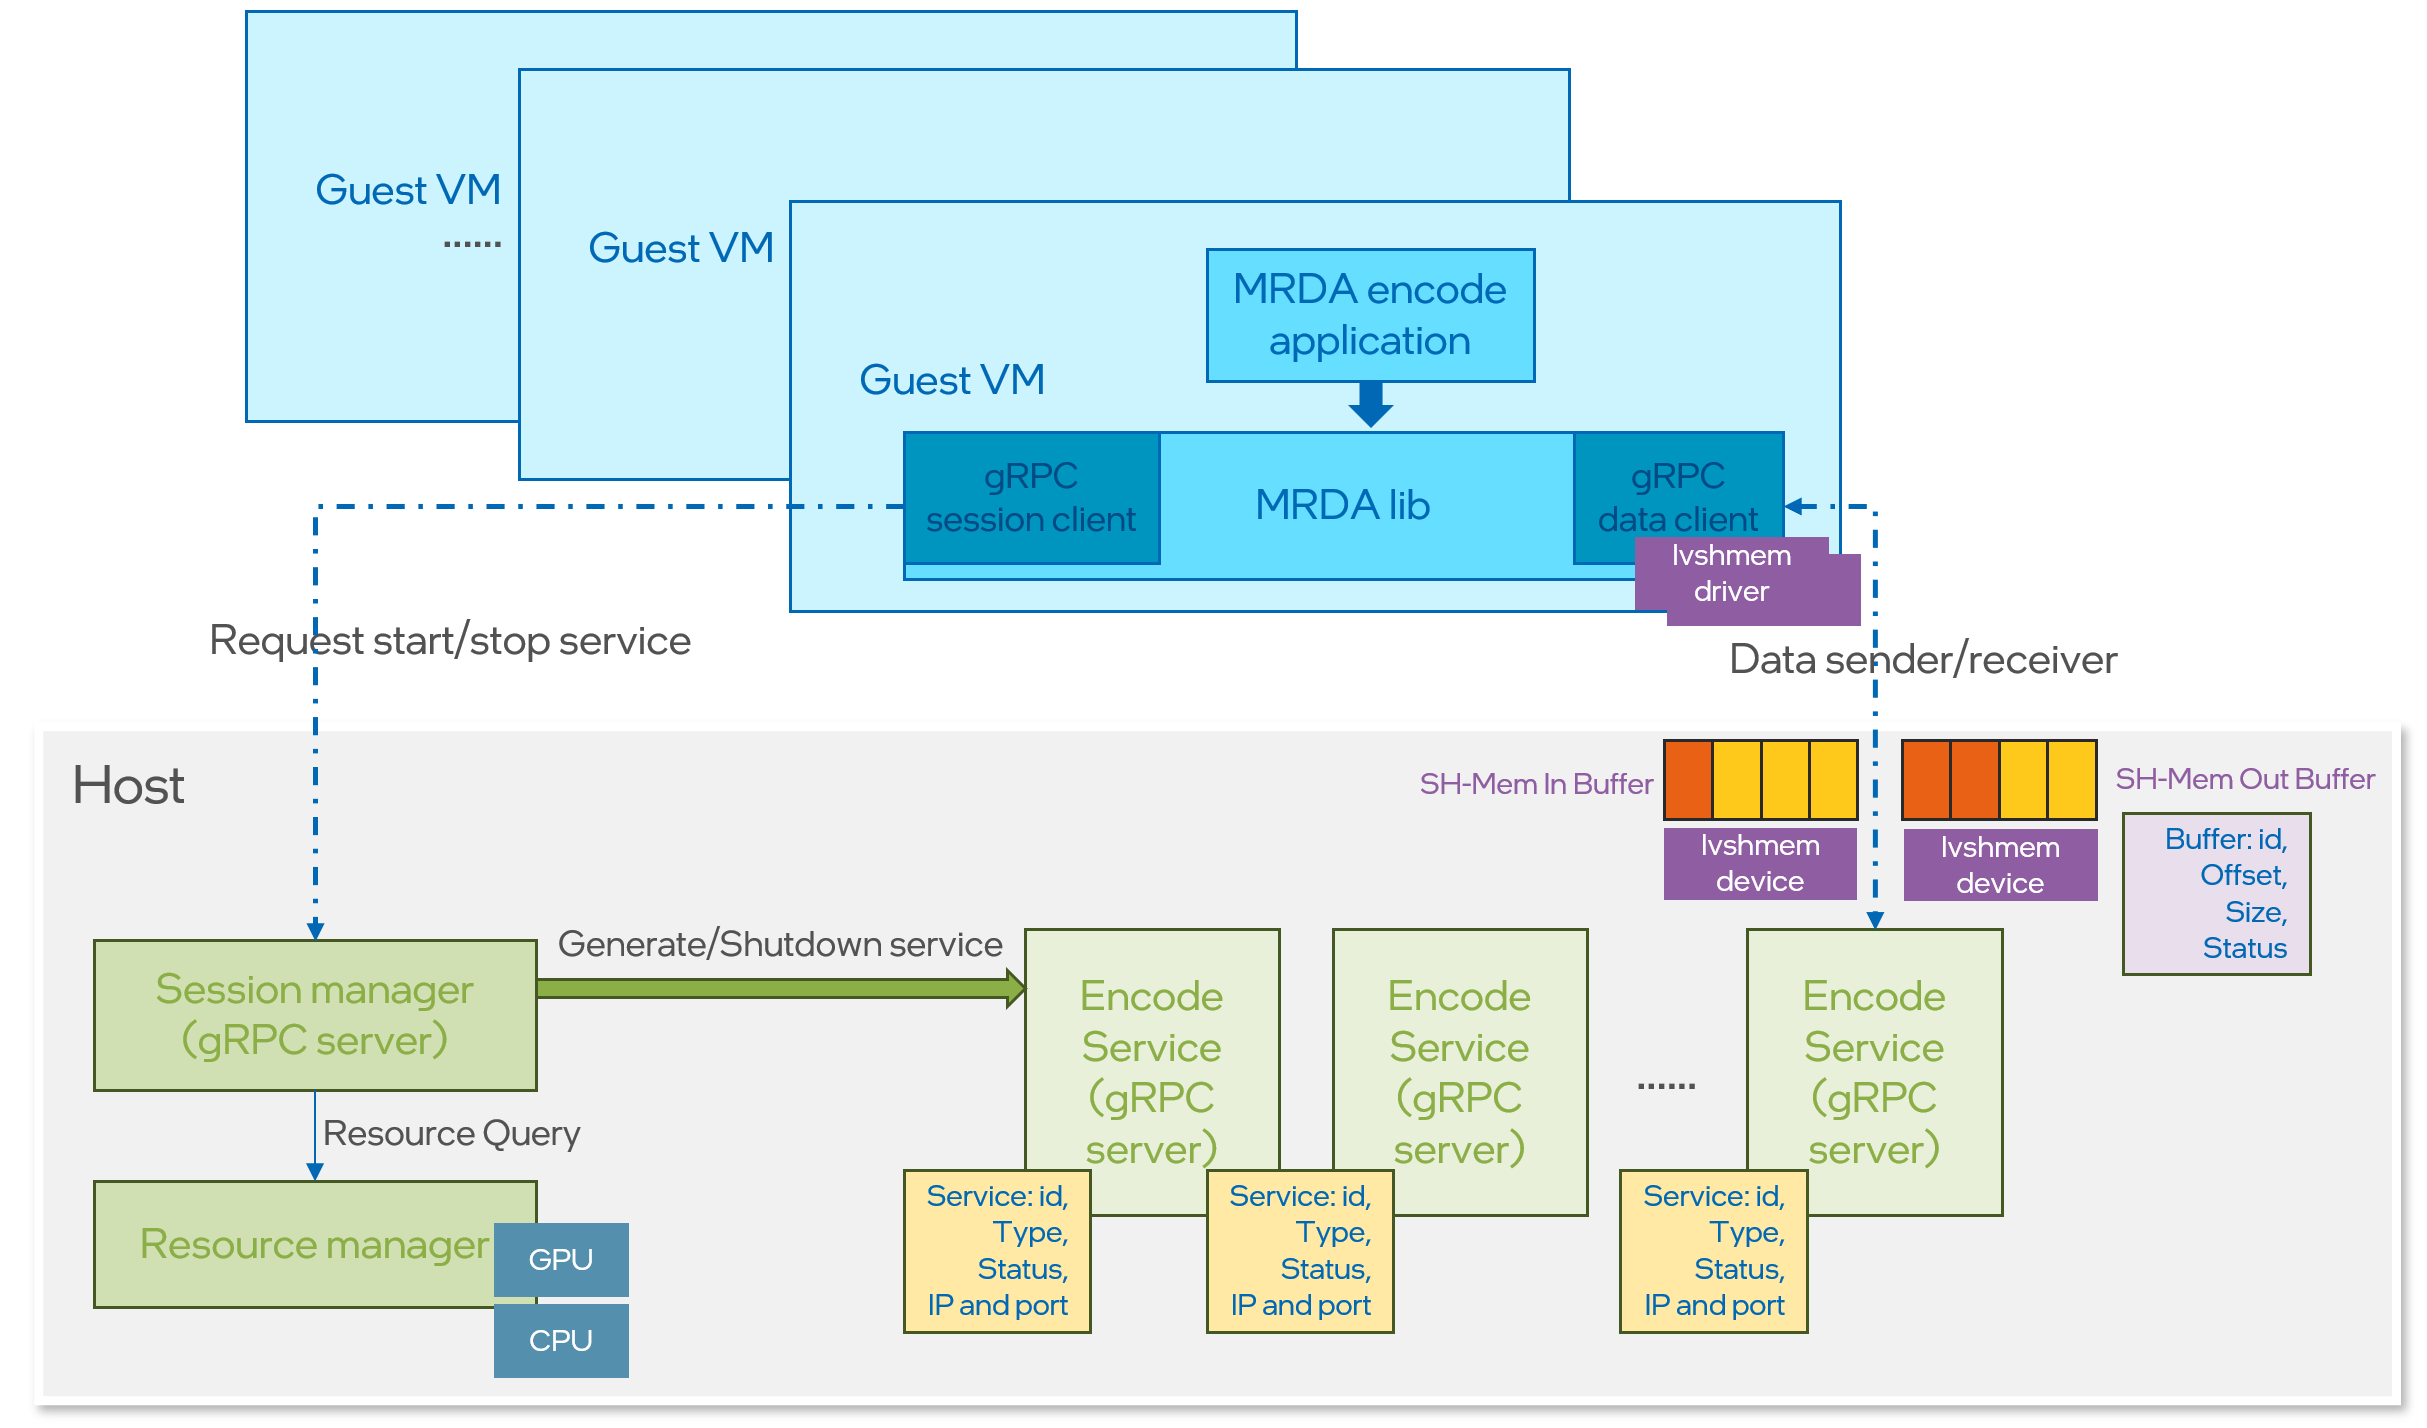 Guest VM
......
Guest VM
Guest VM
MRDA encode
application
gRPC
session client
MRDA lib
gRPC
data client
lvshmem
driver
Request start/stop service
Data sender/receiver
Host
SH-Mem In Buffer
SH-Mem Out Buffer
lvshmem
device
lvshmem
device
Buffer: id,
Offset,
Size,
Status
Session manager
(gRPC server)
Generate/Shutdown service
Encode
Service
(gRPC
server)
Encode
Service
(gRPC
server)
......
Encode
Service
(gRPC
server)
Resource Query
Resource manager
GPU
CPU
Service: id,
Type,
Status,
IP and port
Service: id,
Type,
Status,
IP and port
Service: id,
Type,
Status,
IP and port